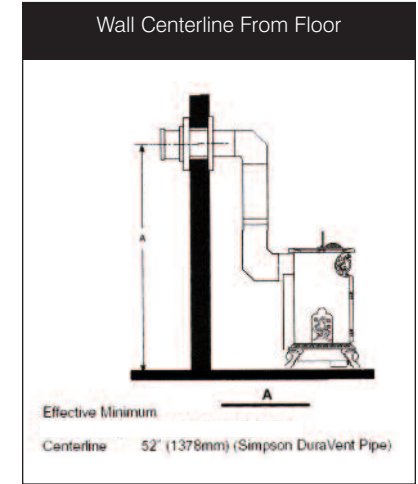 Wall Centerline From Floor
A
A
Effective Minimum
Centerline 52" (1378mm) (Simpson DuraVent Pipe)